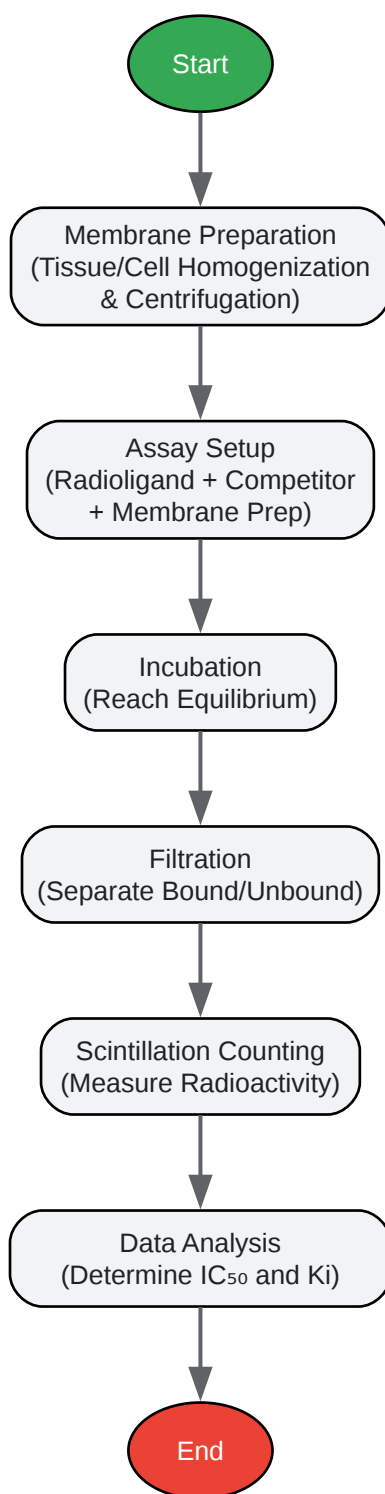 Start
Membrane Preparation
(Tissue/Cell Homogenization
& Centrifugation)
Assay Setup
(Radioligand + Competitor
+ Membrane Prep)
Incubation
(Reach Equilibrium)
Filtration
(Separate Bound/Unbound)
Scintillation Counting
(Measure Radioactivity)
Data Analysis
(Determine IC₅₀ and Ki)
End